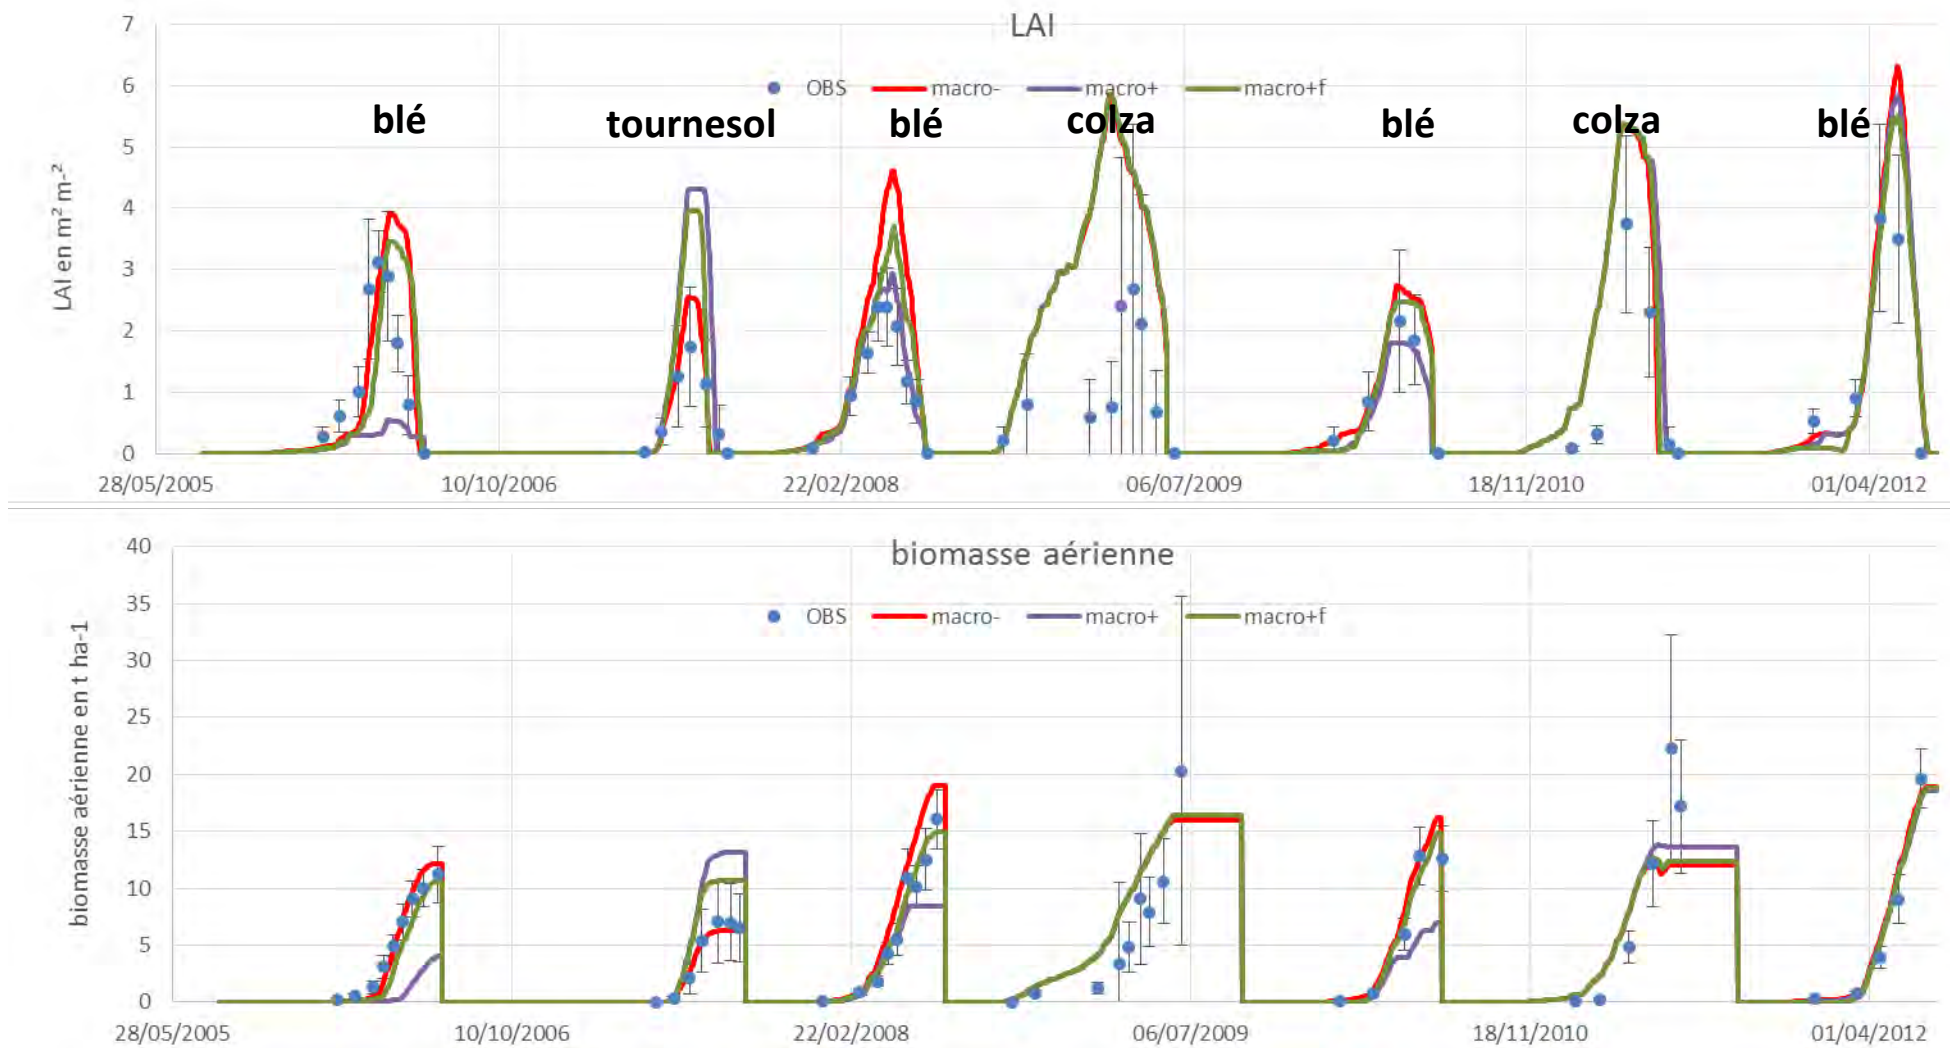 LAI
7
6
5
4
3
2
1
0
LAI en m² m-²
OBS macro- macro+ macro+f
blé tournesol blé colza blé colza blé
28/05/2005 10/10/2006 22/02/2008 06/07/2009 18/11/2010 01/04/2012
biomasse aérienne
40
35
30
25
20
15
10
5
0
biomasse aérienne en t ha-1
OBS macro- macro+ macro+f
28/05/2005 10/10/2006 22/02/2008 06/07/2009 18/11/2010 01/04/2012